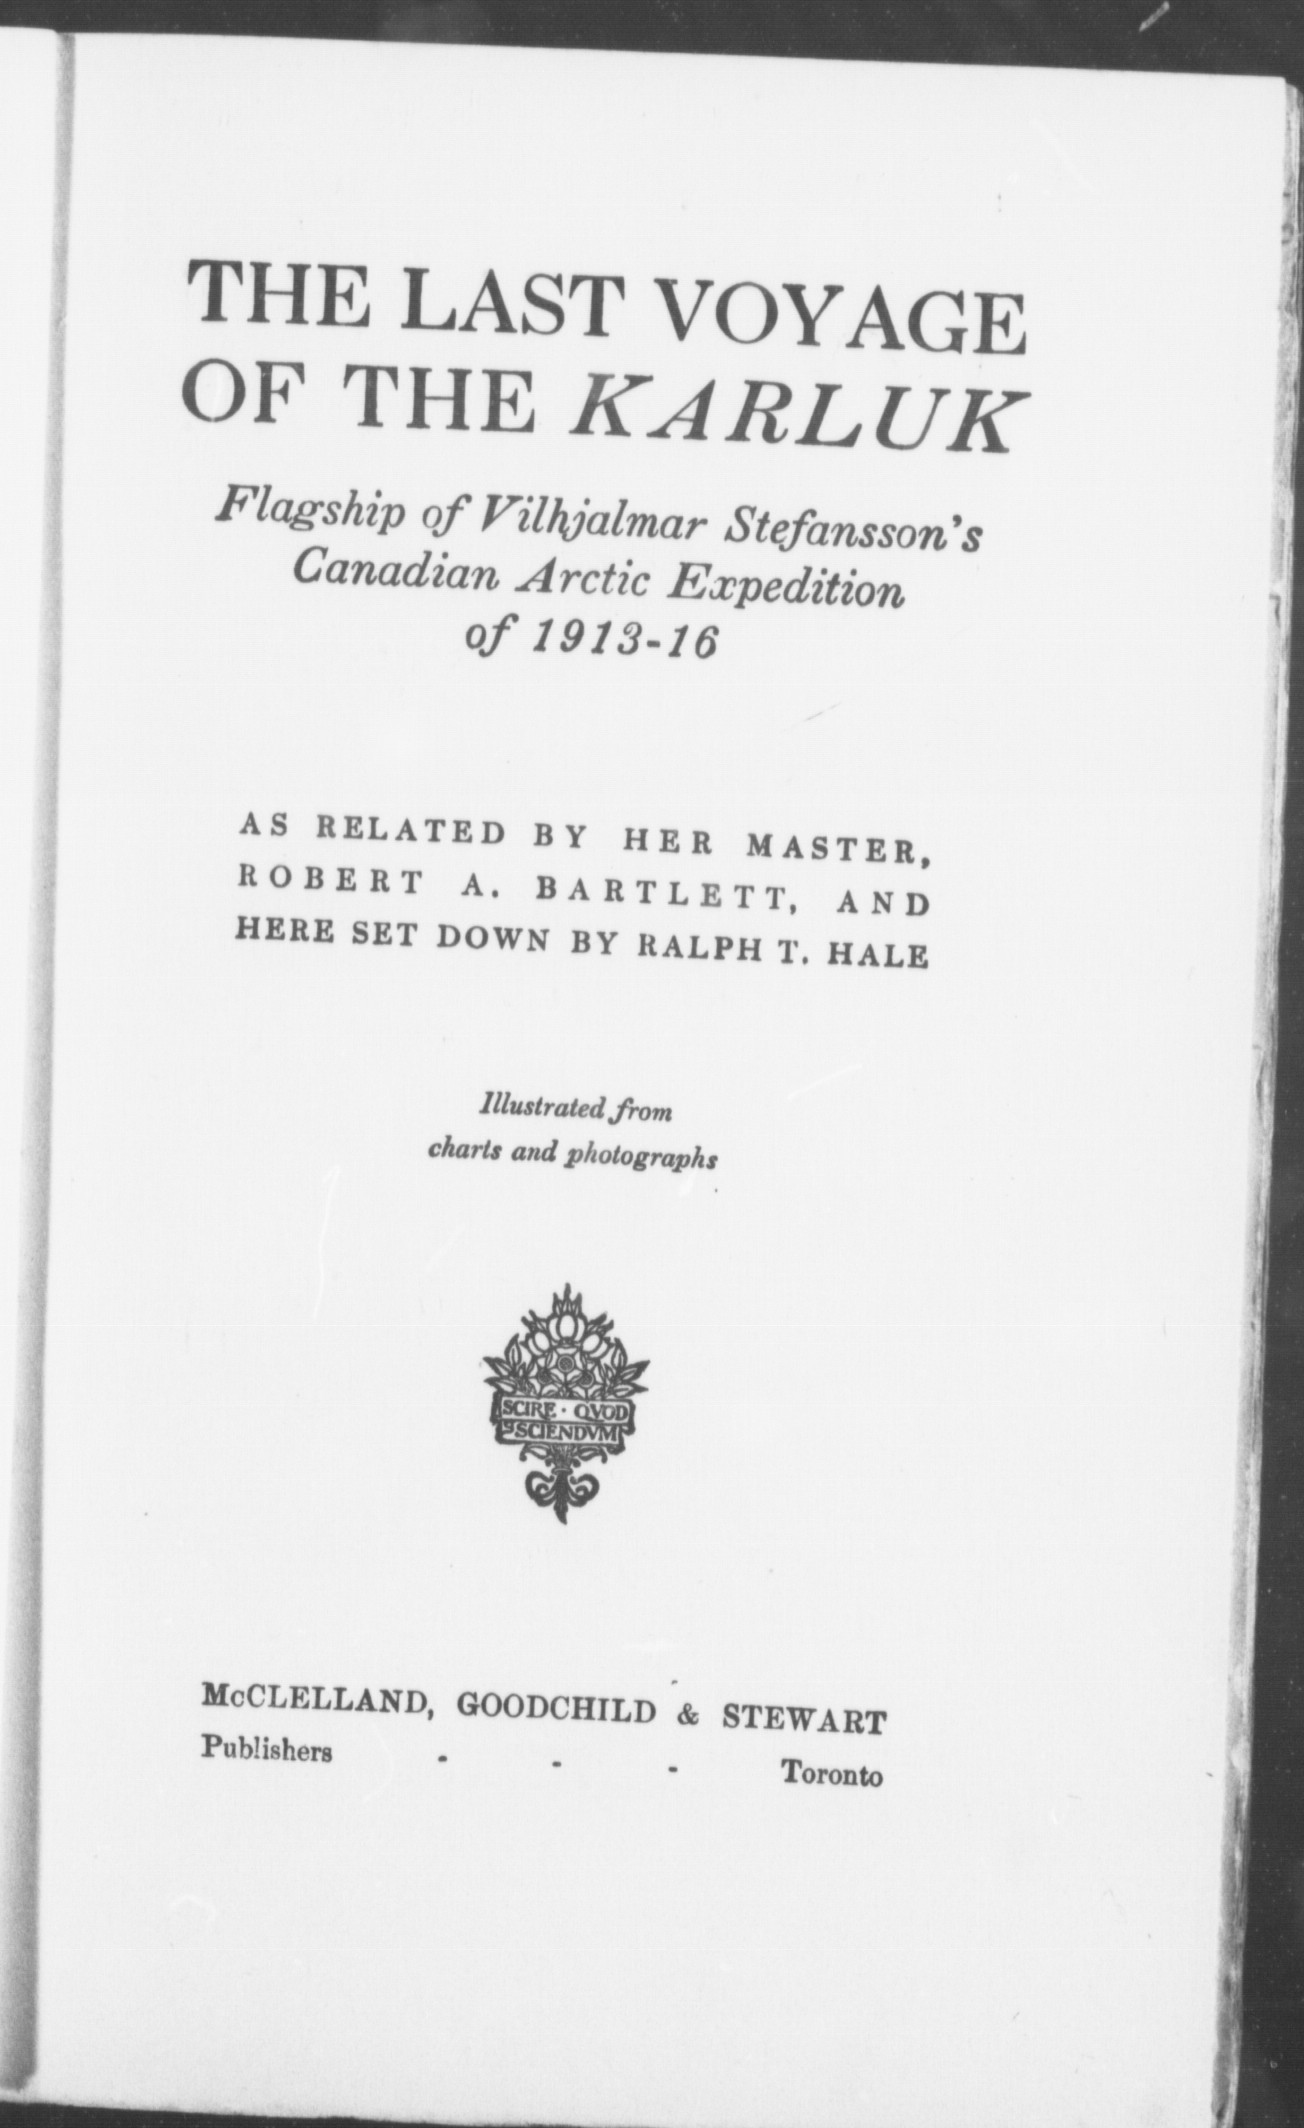 THE LAST VOYAGE
OF THE KARLUK
Flagship of Vilhjalmar Stefansson's
Canadian Arctic Expedition
of 1913-16
AS RELATED BY HER MASTER,
ROBERT A. BARTLETT, AND
HERE SET DOWN BY RALPH T. HALE
Illustrated from
charts and photographs
SCIRE · QVOD
SCIENDVM
McCLELLAND, GOODCHILD & STEWART
Publishers - - - Toronto